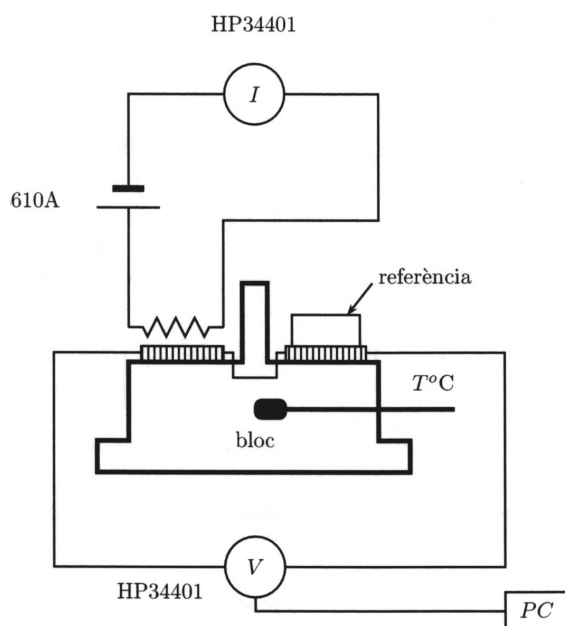 HP34401
I
610A
referència
T°C
bloc
V
HP34401
PC